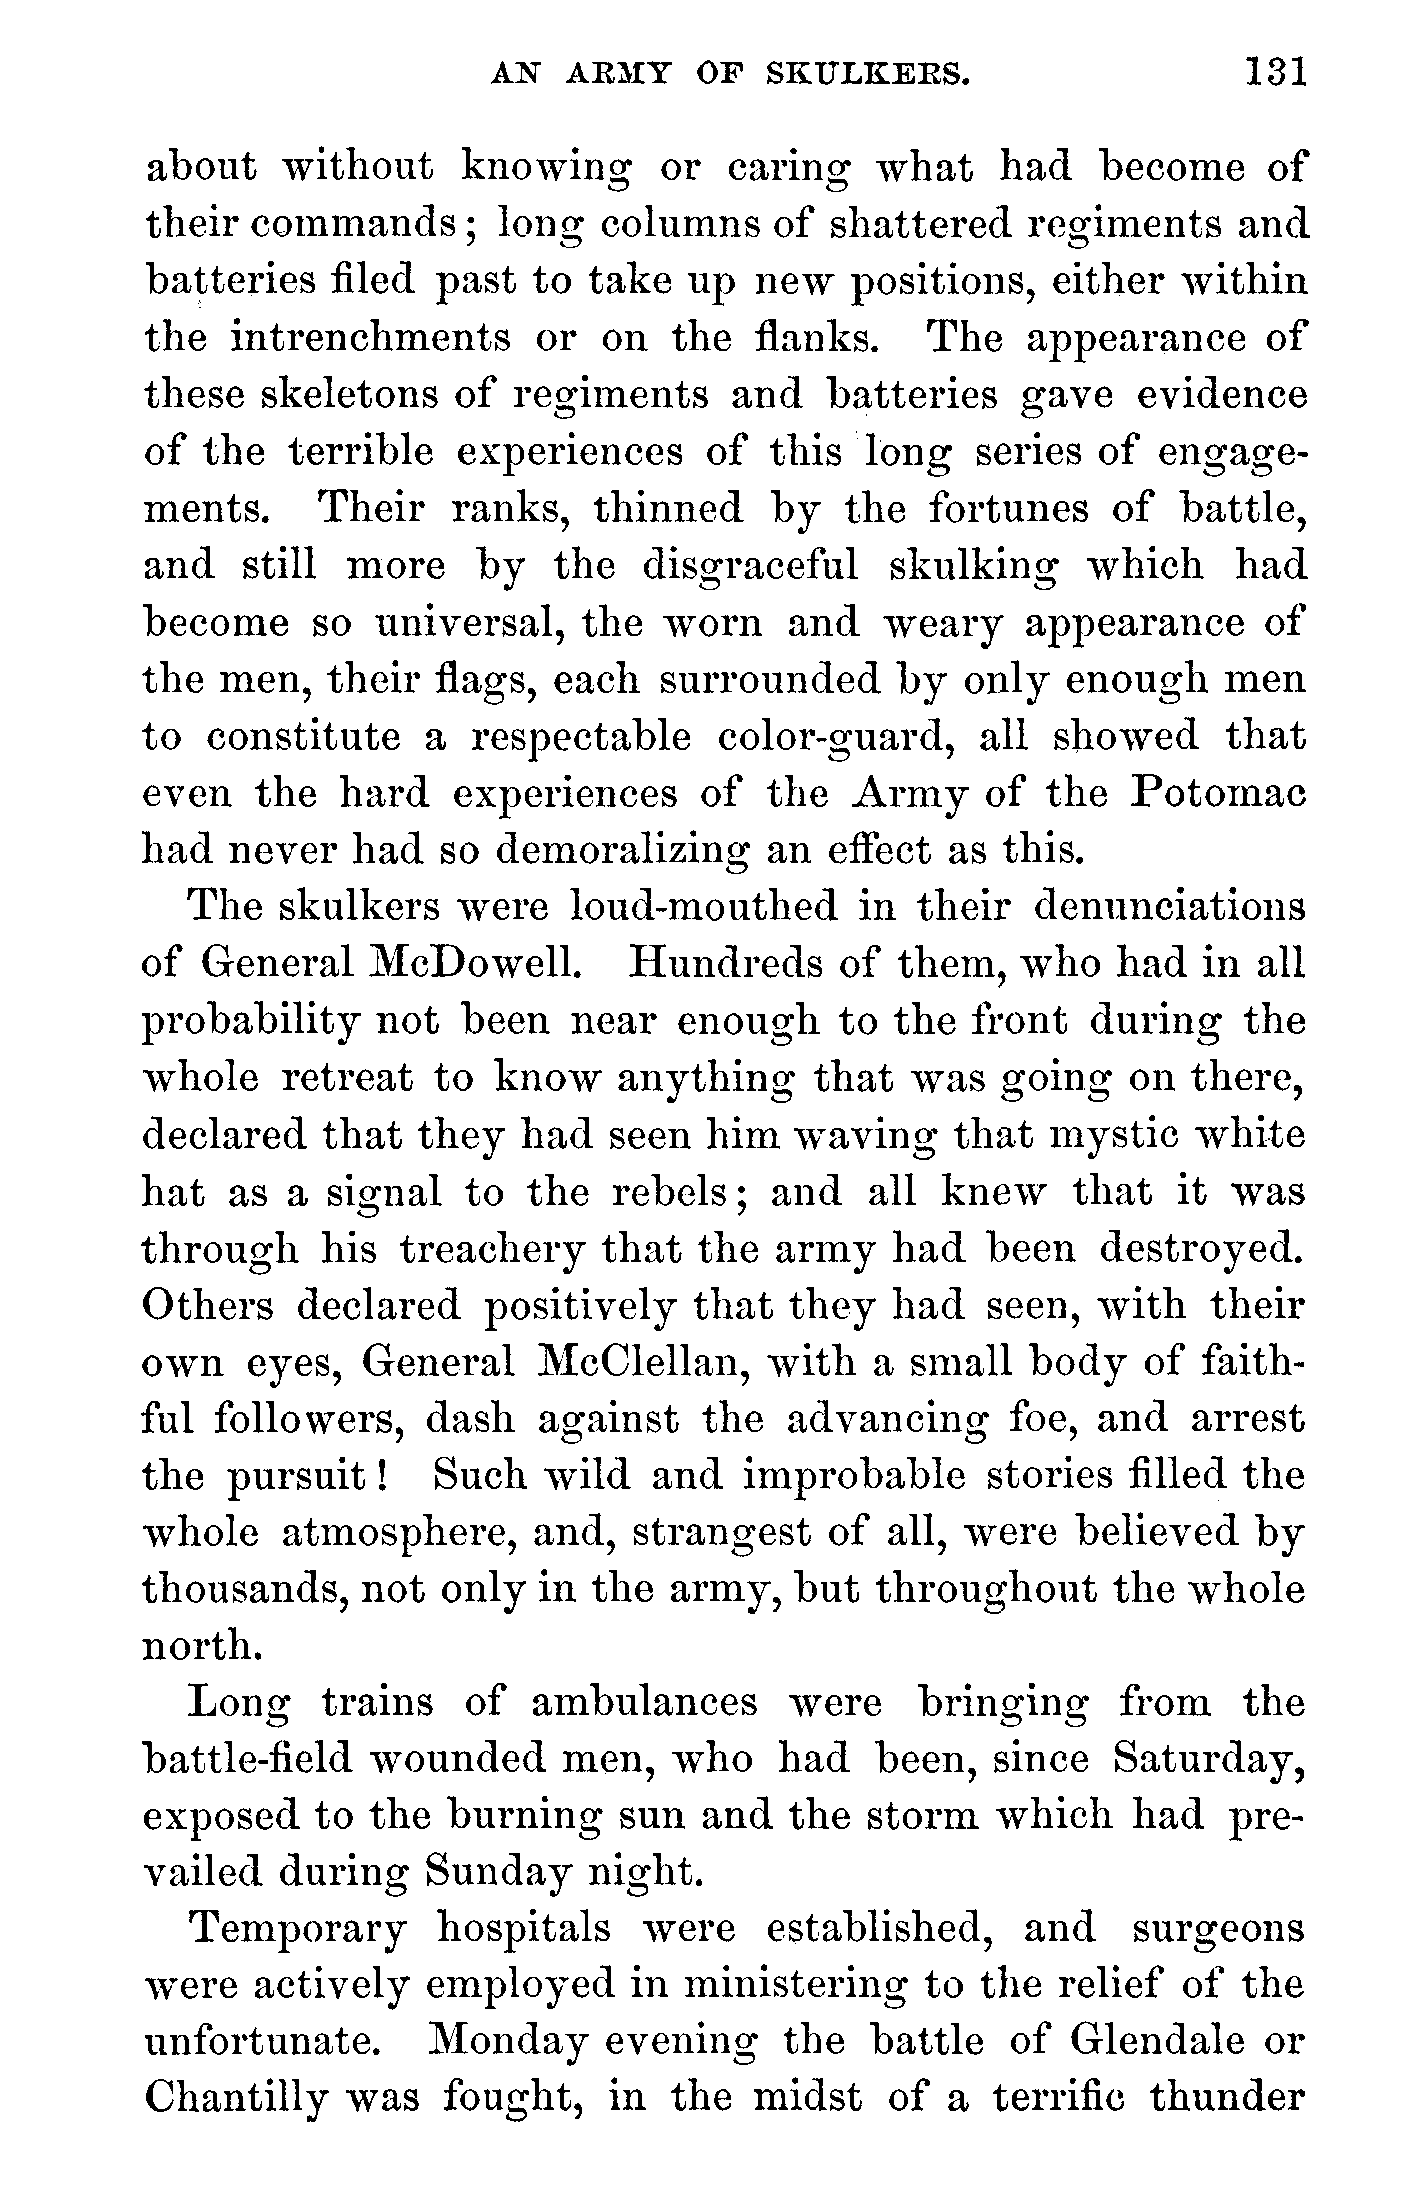 AN ARMY OF SKULKERS. 131
about without knowing or caring what had become of
their commands; long columns of shattered regiments and
batteries filed past to take up new positions, either within
the intrenchments or on the flanks. The appearance of
these skeletons of regiments and batteries gave evidence
of the terrible experiences of this long series of engage-
ments. Their ranks, thinned by the fortunes of battle,
and still more by the disgraceful skulking which had
become so universal, the worn and weary appearance of
the men, their flags, each surrounded by only enough men
to constitute a respectable color-guard, all showed that
even the hard experiences of the Army of the Potomac
had never had so demoralizing an effect as this.
The skulkers were loud-mouthed in their denunciations
of General McDowell. Hundreds of them, who had in all
probability not been near enough to the front during the
whole retreat to know anything that was going on there,
declared that they had seen him waving that mystic white
hat as a signal to the rebels; and all knew that it was
through his treachery that the army had been destroyed.
Others declared positively that they had seen, with their
own eyes, General McClellan, with a small body of faith-
ful followers, dash against the advancing foe, and arrest
the pursuit! Such wild and improbable stories filled the
whole atmosphere, and, strangest of all, were believed by
thousands, not only in the army, but throughout the whole
north.
Long trains of ambulances were bringing from the
battle-field wounded men, who had been, since Saturday,
exposed to the burning sun and the storm which had pre-
vailed during Sunday night.
Temporary hospitals were established, and surgeons
were actively employed in ministering to the relief of the
unfortunate. Monday evening the battle of Glendale or
Chantilly was fought, in the midst of a terrific thunder